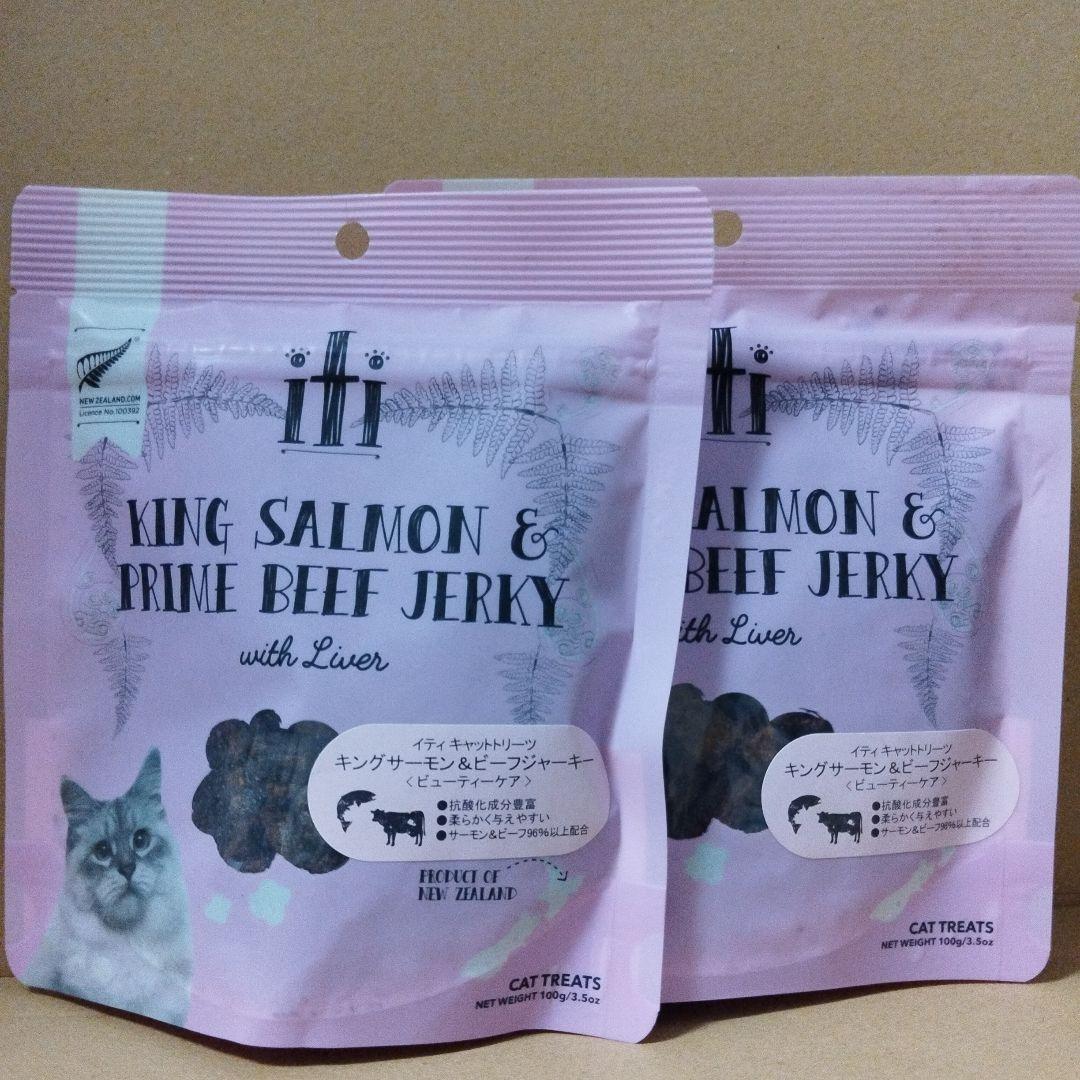 NEW ZEALAND.COM
Licence No.100392
iti
KING SALMON &
PRIME BEEF JERKY
with Liver
イティ キャットトリーツ
キングサーモン&ビーフジャーキー
〈ビューティーケア〉
●抗酸化成分豊富
●柔らかく与えやすい
●サーモン&ビーフ96%以上配合
PRODUCT OF
NEW ZEALAND
CAT TREATS
NET WEIGHT 100g/3.5oz
ti
ALMON &
BEEF JERKY
ith Liver
イティ キャットトリーツ
キングサーモン&ビーフジャーキー
〈ビューティーケア〉
●抗酸化成分豊富
●柔らかく与えやすい
●サーモン&ビーフ96%以上配合
CAT TREATS
NET WEIGHT 100g/3.5oz